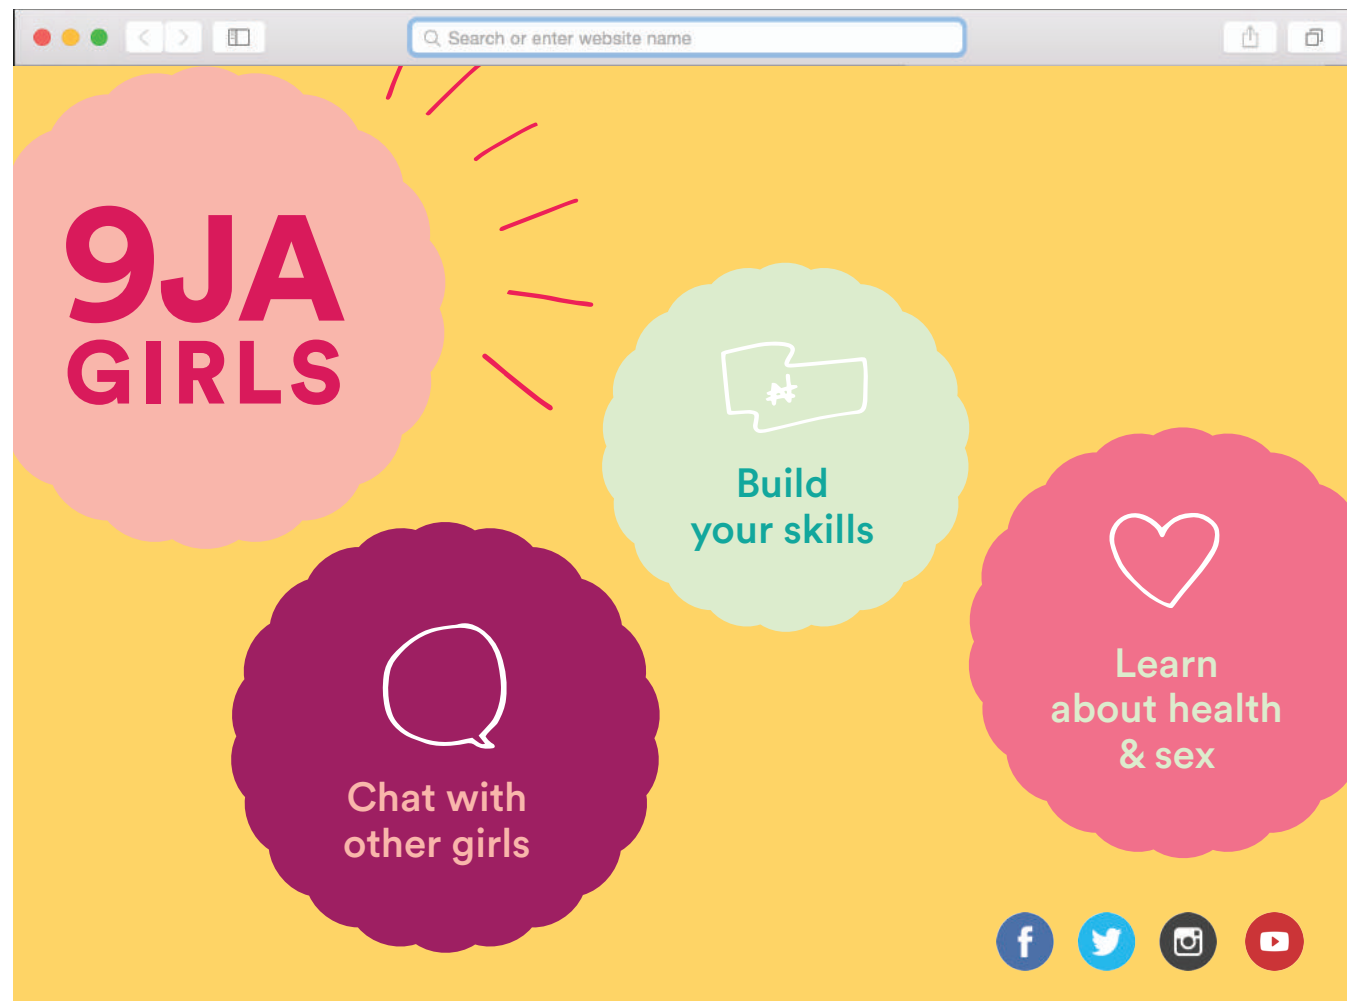 Search or enter website name
9JA
GIRLS
₦
Build
your skills
Learn
about health
& sex
Chat with
other girls